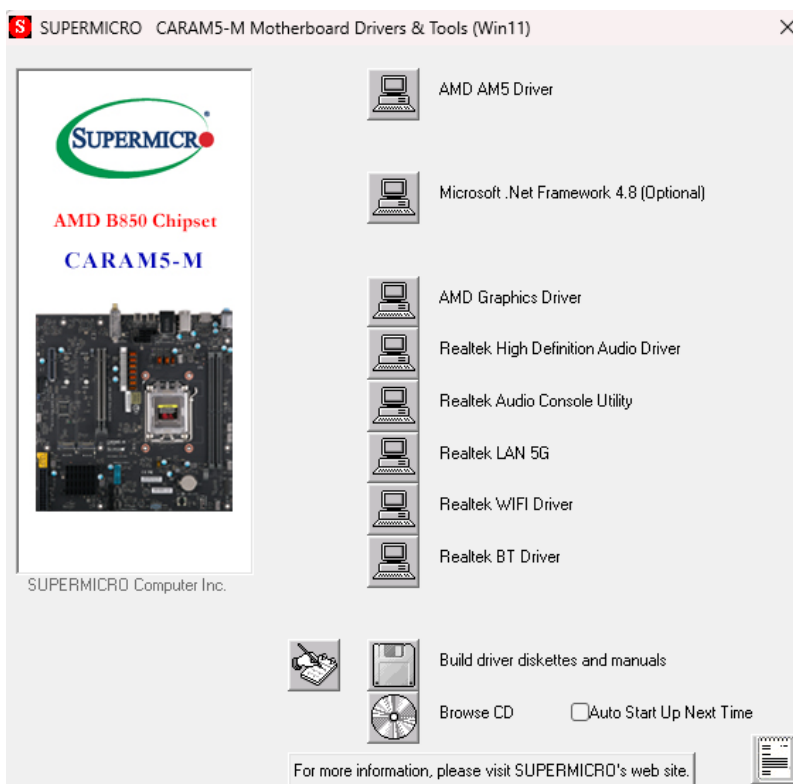 S SUPERMICRO CARAM5-M Motherboard Drivers & Tools (Win11)
SUPERMICRO
AMD B850 Chipset
CARAM5-M
SUPERMICRO Computer Inc.
AMD AM5 Driver
Microsoft .Net Framework 4.8 (Optional)
AMD Graphics Driver
Realtek High Definition Audio Driver
Realtek Audio Console Utility
Realtek LAN 5G
Realtek WIFI Driver
Realtek BT Driver
Build driver diskettes and manuals
Browse CD Auto Start Up Next Time
For more information, please visit SUPERMICRO's web site.